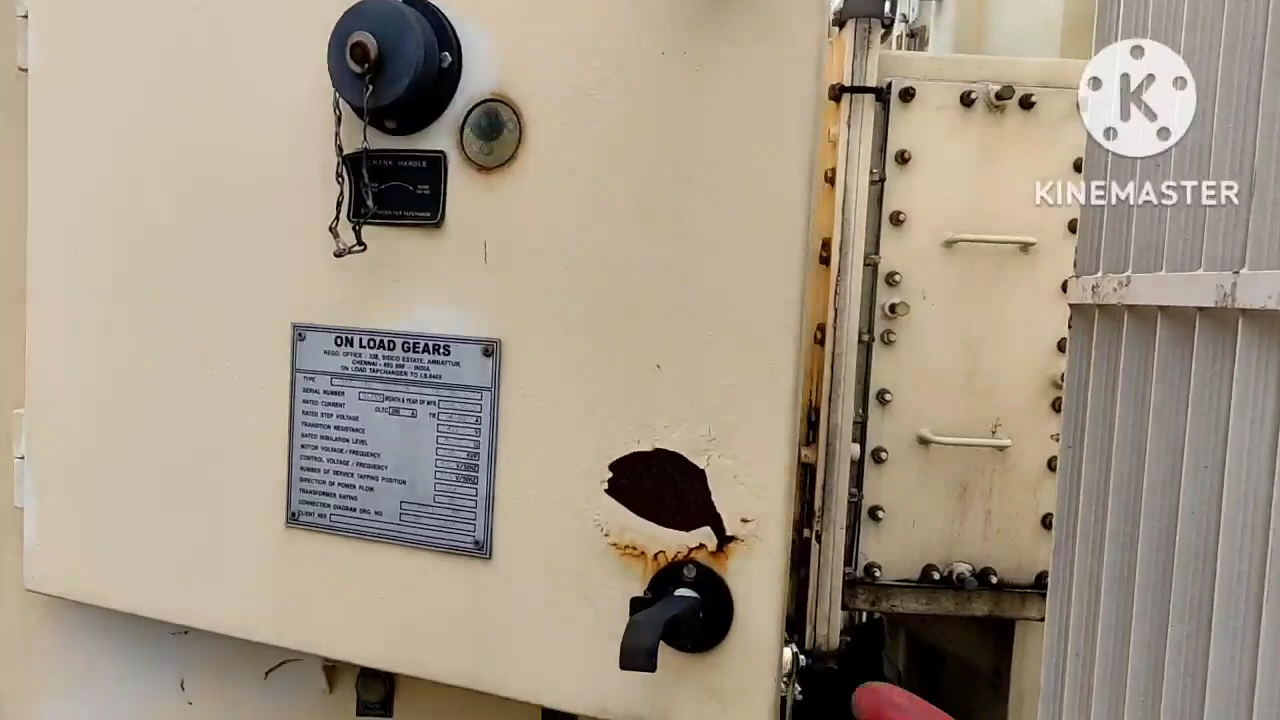 K
KINEMASTER
CRANK HANDLE
ON LOAD GEARS
REGD. OFFICE : 338, SIDCO ESTATE, AMBATTUR,
CHENNAI - 600 098 INDIA.
ON LOAD TAPCHANGER TO I.S.8468
TYPE
SERIAL NUMBER MONTH & YEAR OF MFG.
RATED CURRENT OLTC A TR A
RATED STEP VOLTAGE
TRANSITION RESISTANCE
RATED INSULATION LEVEL KVP
MOTOR VOLTAGE / FREQUENCY V/50HZ
CONTROL VOLTAGE / FREQUENCY V/50HZ
NUMBER OF SERVICE TAPPING POSITION
DIRECTION OF POWER FLOW
TRANSFORMER RATING
CONNECTION DIAGRAM DRG. NO.
CLIENT REF